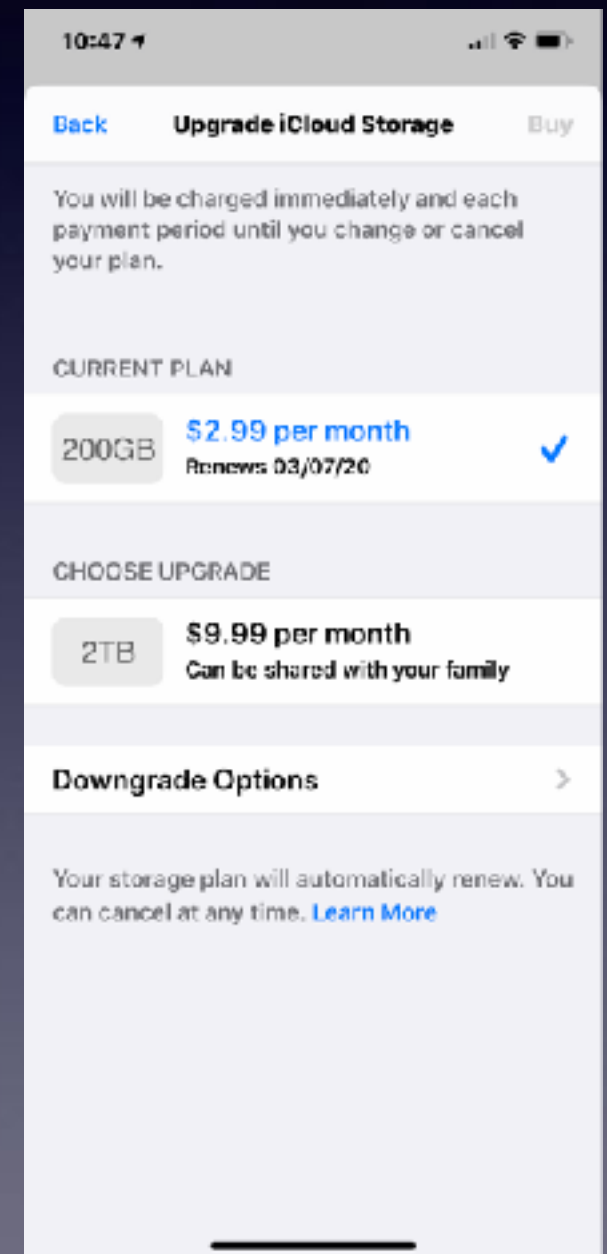 10:47
Back Upgrade iCloud Storage Buy
You will be charged immediately and each
payment period until you change or cancel
your plan.
CURRENT PLAN
200GB
$2.99 per month
Renews 03/07/20
CHOOSE UPGRADE
2TB
$9.99 per month
Can be shared with your family
Downgrade Options
Your storage plan will automatically renew. You
can cancel at any time. Learn More